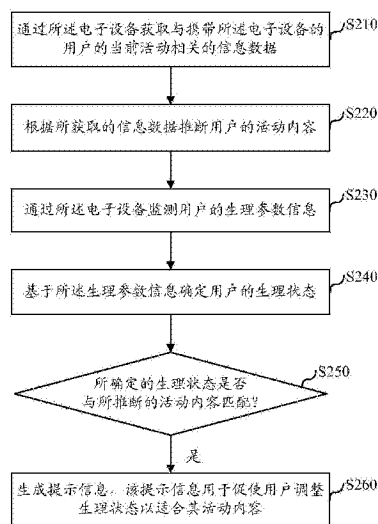 通过所述电子设备获取与携带所述电子设备的
用户的当前活动相关的信息数据
S210
根据所获取的信息数据推断用户的活动内容
S220
通过所述电子设备监测用户的生理参数信息
S230
基于所述生理参数信息确定用户的生理状态
S240
所确定的生理状态是否
与所推断的活动内容匹配?
S250
是
生成提示信息，该提示信息用于促使用户调整
生理状态以适合其活动内容
S260